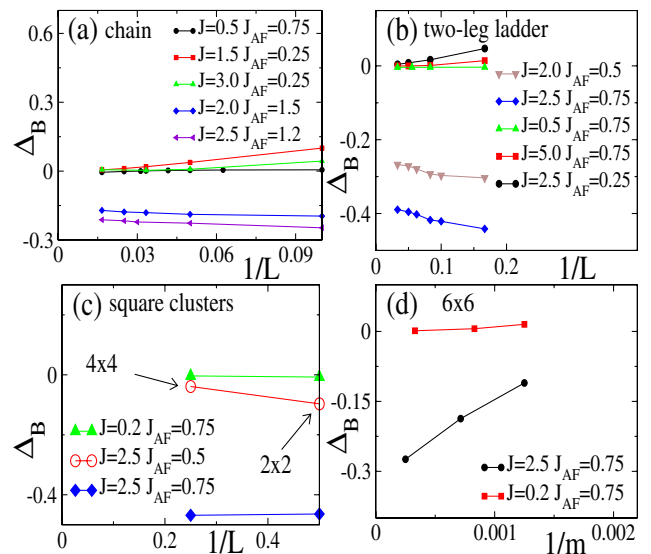 (a) chain
J=0.5 J_AF=0.75
J=1.5 J_AF=0.25
J=3.0 J_AF=0.25
J=2.0 J_AF=1.5
J=2.5 J_AF=1.2
0.6
0.3
0
-0.3
Δ_B
0.00 0.03 0.06 0.09
1/L
(b) two-leg ladder
J=2.0 J_AF=0.5
J=2.5 J_AF=0.75
J=0.5 J_AF=0.75
J=5.0 J_AF=0.75
J=2.5 J_AF=0.25
0
-0.2
-0.4
Δ_B
0 0.1 0.2
1/L
(c) square clusters
4x4
2x2
J=0.2 J_AF=0.75
J=2.5 J_AF=0.5
J=2.5 J_AF=0.75
0
-0.4
Δ_B
0 0.2 0.4
1/L
(d) 6x6
J=2.5 J_AF=0.75
J=0.2 J_AF=0.75
0
-0.15
-0.3
Δ_B
0 0.001 0.002
1/m